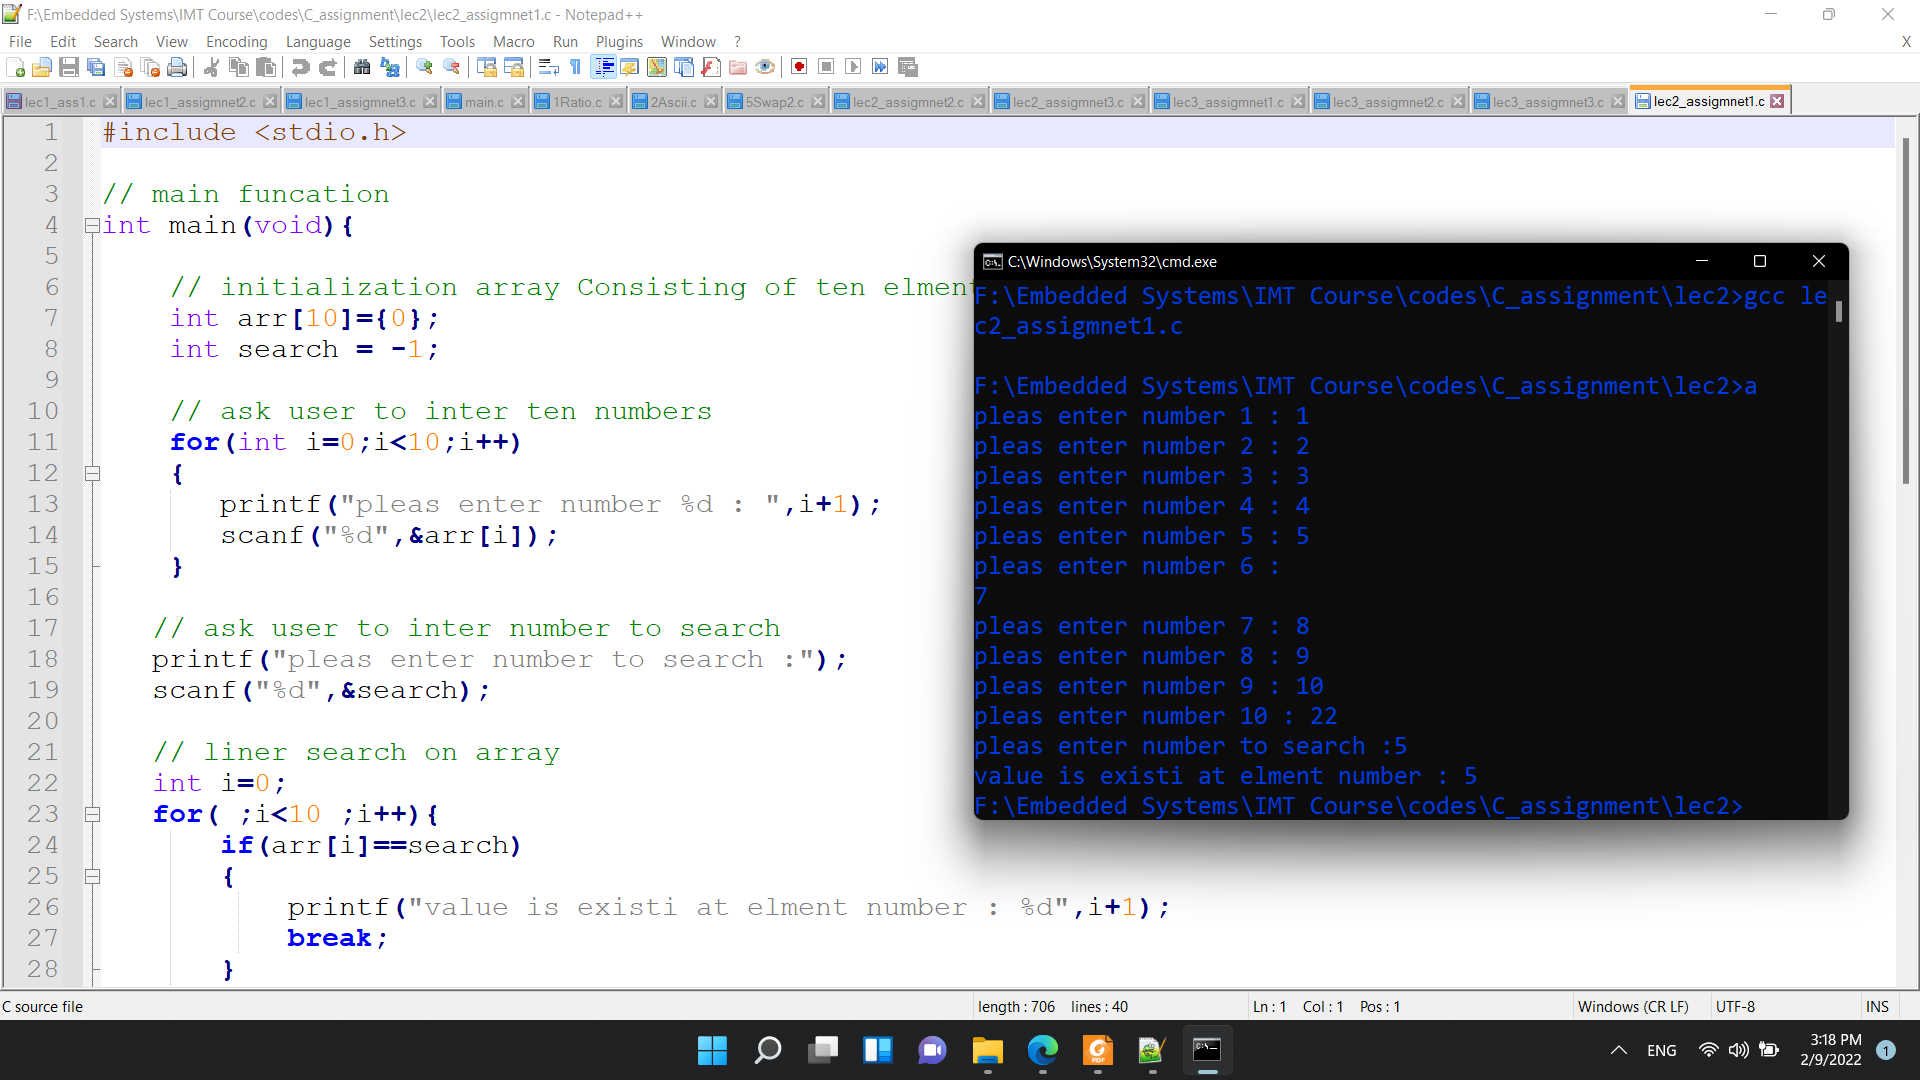 F:\Embedded Systems\IMT Course\codes\C_assignment\lec2\lec2_assigmnet1.c - Notepad++
File Edit Search View Encoding Language Settings Tools Macro Run Plugins Window ? X
lec1_ass1.c lec1_assigmnet2.c lec1_assigmnet3.c main.c 1Ratio.c 2Ascii.c 5Swap2.c lec2_assigmnet2.c lec2_assigmnet3.c lec3_assigmnet1.c lec3_assigmnet2.c lec3_assigmnet3.c lec2_assigmnet1.c
1 #include <stdio.h>
2
3 // main funcation
4 int main(void){
5
6 // initialization array Consisting of ten elment
7 int arr[10]={0};
8 int search = -1;
9
10 // ask user to inter ten numbers
11 for(int i=0;i<10;i++)
12 {
13 printf("pleas enter number %d : ",i+1);
14 scanf("%d",&arr[i]);
15 }
16
17 // ask user to inter number to search
18 printf("pleas enter number to search :");
19 scanf("%d",&search);
20
21 // liner search on array
22 int i=0;
23 for( ;i<10 ;i++){
24 if(arr[i]==search)
25 {
26 printf("value is existi at elment number : %d",i+1);
27 break;
28 }
C:\Windows\System32\cmd.exe
F:\Embedded Systems\IMT Course\codes\C_assignment\lec2>gcc le
c2_assigmnet1.c
F:\Embedded Systems\IMT Course\codes\C_assignment\lec2>a
pleas enter number 1 : 1
pleas enter number 2 : 2
pleas enter number 3 : 3
pleas enter number 4 : 4
pleas enter number 5 : 5
pleas enter number 6 :
7
pleas enter number 7 : 8
pleas enter number 8 : 9
pleas enter number 9 : 10
pleas enter number 10 : 22
pleas enter number to search :5
value is existi at elment number : 5
F:\Embedded Systems\IMT Course\codes\C_assignment\lec2>
C source file length : 706 lines : 40 Ln : 1 Col : 1 Pos : 1 Windows (CR LF) UTF-8 INS
ENG 3:18 PM
2/9/2022 1